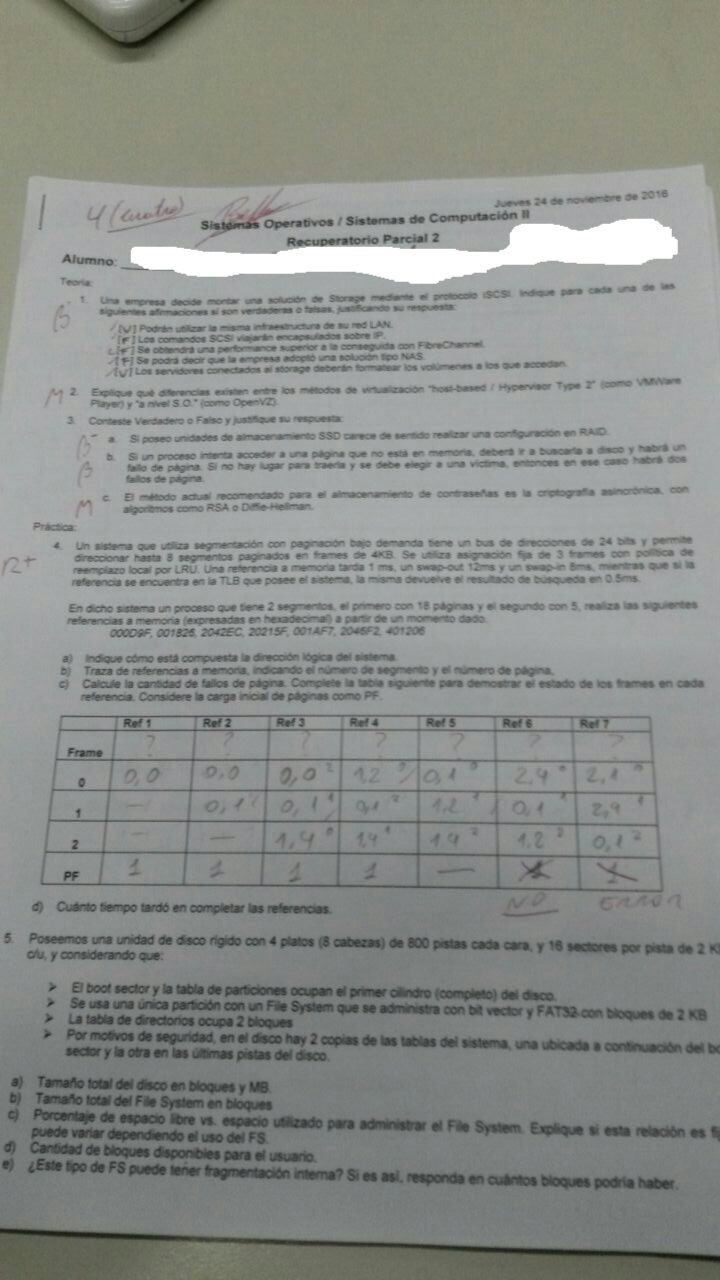 4 (cuatro)
Jueves 24 de noviembre de 2016
Sistemas Operativos / Sistemas de Computación II
Recuperatorio Parcial 2
Alumno:
Teoría:
B
1. Una empresa decide montar una solución de Storage mediante el protocolo iSCSI. Indique para cada una de las
siguientes afirmaciones si son verdaderas o falsas, justificando su respuesta:
[V] Podrán utilizar la misma infraestructura de su red LAN.
[F] Los comandos SCSI viajarán encapsulados sobre IP.
[F] Se obtendrá una performance superior a la conseguida con FibreChannel.
[F] Se podrá decir que la empresa adoptó una solución tipo NAS.
[V] Los servidores conectados al storage deberán formatear los volúmenes a los que accedan.
M
2. Explique qué diferencias existen entre los métodos de virtualización "host-based / Hypervisor Type 2" (como VMWare
Player) y "a nivel S.O." (como OpenVZ).
3. Conteste Verdadero o Falso y justifique su respuesta:
B-
a. Si poseo unidades de almacenamiento SSD carece de sentido realizar una configuración en RAID.
B
b. Si un proceso intenta acceder a una página que no está en memoria, deberá ir a buscarla a disco y habrá un
fallo de página. Si no hay lugar para traerla y se debe elegir a una víctima, entonces en ese caso habrá dos
fallos de página.
M
c. El método actual recomendado para el almacenamiento de contraseñas es la criptografía asincrónica, con
algoritmos como RSA o Diffie-Hellman.
Práctica:
R+
4. Un sistema que utiliza segmentación con paginación bajo demanda tiene un bus de direcciones de 24 bits y permite
direccionar hasta 8 segmentos paginados en frames de 4KB. Se utiliza asignación fija de 3 frames con política de
reemplazo local por LRU. Una referencia a memoria tarda 1 ms, un swap-out 12ms y un swap-in 8ms, mientras que si la
referencia se encuentra en la TLB que posee el sistema, la misma devuelve el resultado de búsqueda en 0.5ms.
En dicho sistema un proceso que tiene 2 segmentos, el primero con 18 páginas y el segundo con 5, realiza las siguientes
referencias a memoria (expresadas en hexadecimal) a partir de un momento dado.
000D9F, 001826, 2042EC, 20215F, 001AF7, 2046F2, 401206
a) Indique cómo está compuesta la dirección lógica del sistema.
b) Traza de referencias a memoria, indicando el número de segmento y el número de página.
c) Calcule la cantidad de fallos de página. Complete la tabla siguiente para demostrar el estado de los frames en cada
referencia. Considere la carga inicial de páginas como PF.
Ref 1 Ref 2 Ref 3 Ref 4 Ref 5 Ref 6 Ref 7
Frame ? ? ? ? ? ? ?
0 0,0 0,0 0,0 2 1,2 0,1 0 2,4 0 2,1
1 - 0,1 0,1 1 0,1 2 1,2 1 0,1 2,4 1
2 - - 1,4 0 1,4 1 1,4 2 1,2 2 0,1 2
PF 1 1 1 1 - 1 1
NO ERROR
d) Cuánto tiempo tardó en completar las referencias.
5. Poseemos una unidad de disco rígido con 4 platos (8 cabezas) de 800 pistas cada cara, y 16 sectores por pista de 2 K
c/u, y considerando que:
➢ El boot sector y la tabla de particiones ocupan el primer cilindro (completo) del disco.
➢ Se usa una única partición con un File System que se administra con bit vector y FAT32 con bloques de 2 KB
➢ La tabla de directorios ocupa 2 bloques
➢ Por motivos de seguridad, en el disco hay 2 copias de las tablas del sistema, una ubicada a continuación del bo
sector y la otra en las últimas pistas del disco.
a) Tamaño total del disco en bloques y MB.
b) Tamaño total del File System en bloques
c) Porcentaje de espacio libre vs. espacio utilizado para administrar el File System. Explique si esta relación es fi
puede variar dependiendo el uso del FS.
d) Cantidad de bloques disponibles para el usuario.
e) ¿Este tipo de FS puede tener fragmentación interna? Si es así, responda en cuántos bloques podría haber.